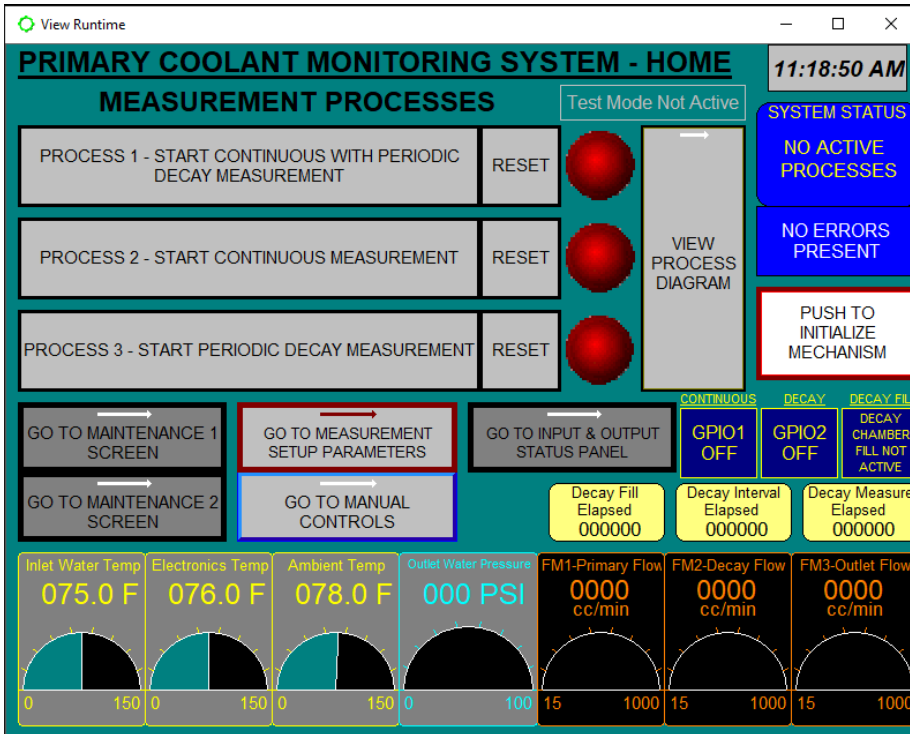 View Runtime
PRIMARY COOLANT MONITORING SYSTEM - HOME
11:18:50 AM
MEASUREMENT PROCESSES
Test Mode Not Active
SYSTEM STATUS
NO ACTIVE
PROCESSES
PROCESS 1 - START CONTINUOUS WITH PERIODIC
DECAY MEASUREMENT
RESET
PROCESS 2 - START CONTINUOUS MEASUREMENT
RESET
VIEW
PROCESS
DIAGRAM
NO ERRORS
PRESENT
PROCESS 3 - START PERIODIC DECAY MEASUREMENT
RESET
PUSH TO
INITIALIZE
MECHANISM
GO TO MAINTENANCE 1
SCREEN
GO TO MEASUREMENT
SETUP PARAMETERS
GO TO INPUT & OUTPUT
STATUS PANEL
CONTINUOUS
GPIO1
OFF
DECAY
GPIO2
OFF
DECAY FIL
DECAY
CHAMBER
FILL NOT
ACTIVE
GO TO MAINTENANCE 2
SCREEN
GO TO MANUAL
CONTROLS
Decay Fill
Elapsed
000000
Decay Interval
Elapsed
000000
Decay Measure
Elapsed
000000
Inlet Water Temp
075.0 F
0 150
Electronics Temp
076.0 F
0 150
Ambient Temp
078.0 F
0 150
Outlet Water Pressure
000 PSI
0 100
FM1-Primary Flow
0000
cc/min
15 1000
FM2-Decay Flow
0000
cc/min
15 1000
FM3-Outlet Flow
0000
cc/min
15 1000